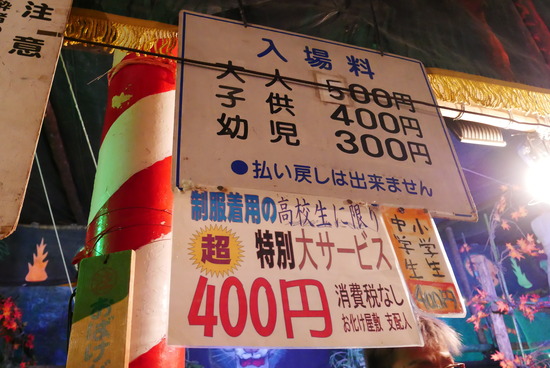 注意
入場料
大人 500円
子供 400円
幼児 300円
●払い戻しは出来ません
制服着用の高校生に限り
超 特別大サービス
400円 消費税なし
お化け屋敷 支配人
中学生
小学生
400円